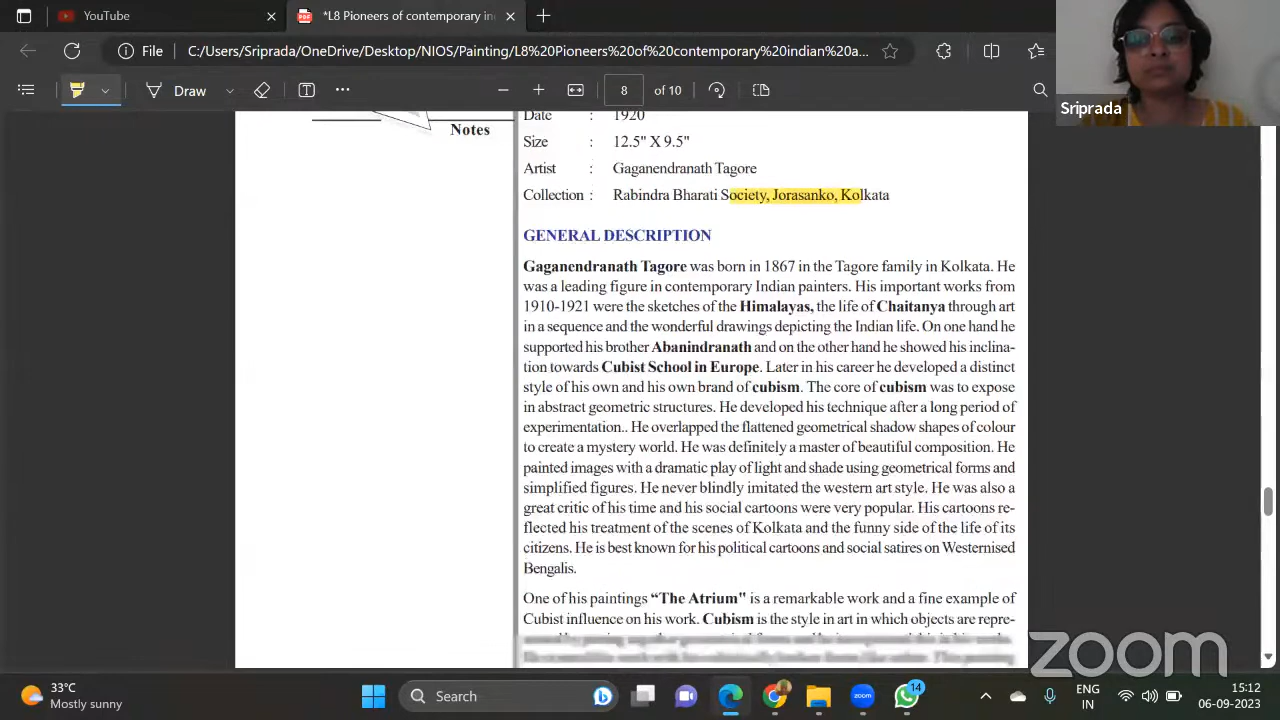 YouTube
*L8 Pioneers of contemporary in
File
C:/Users/Sriprada/OneDrive/Desktop/NIOS/Painting/L8%20Pioneers%20of%20contemporary%20indian%20a...
Draw
8 of 10
Sriprada
Notes
Date : 1920
Size : 12.5" X 9.5"
Artist : Gaganendranath Tagore
Collection : Rabindra Bharati Society, Jorasanko, Kolkata
GENERAL DESCRIPTION
Gaganendranath Tagore was born in 1867 in the Tagore family in Kolkata. He
was a leading figure in contemporary Indian painters. His important works from
1910-1921 were the sketches of the Himalayas, the life of Chaitanya through art
in a sequence and the wonderful drawings depicting the Indian life. On one hand he
supported his brother Abanindranath and on the other hand he showed his inclina-
tion towards Cubist School in Europe. Later in his career he developed a distinct
style of his own and his own brand of cubism. The core of cubism was to expose
in abstract geometric structures. He developed his technique after a long period of
experimentation.. He overlapped the flattened geometrical shadow shapes of colour
to create a mystery world. He was definitely a master of beautiful composition. He
painted images with a dramatic play of light and shade using geometrical forms and
simplified figures. He never blindly imitated the western art style. He was also a
great critic of his time and his social cartoons were very popular. His cartoons re-
flected his treatment of the scenes of Kolkata and the funny side of the life of its
citizens. He is best known for his political cartoons and social satires on Westernised
Bengalis.
One of his paintings “The Atrium" is a remarkable work and a fine example of
Cubist influence on his work. Cubism is the style in art in which objects are repre-
zoom
33°C
Mostly sunny
Search
zoom
14
ENG
IN
15:12
06-09-2023